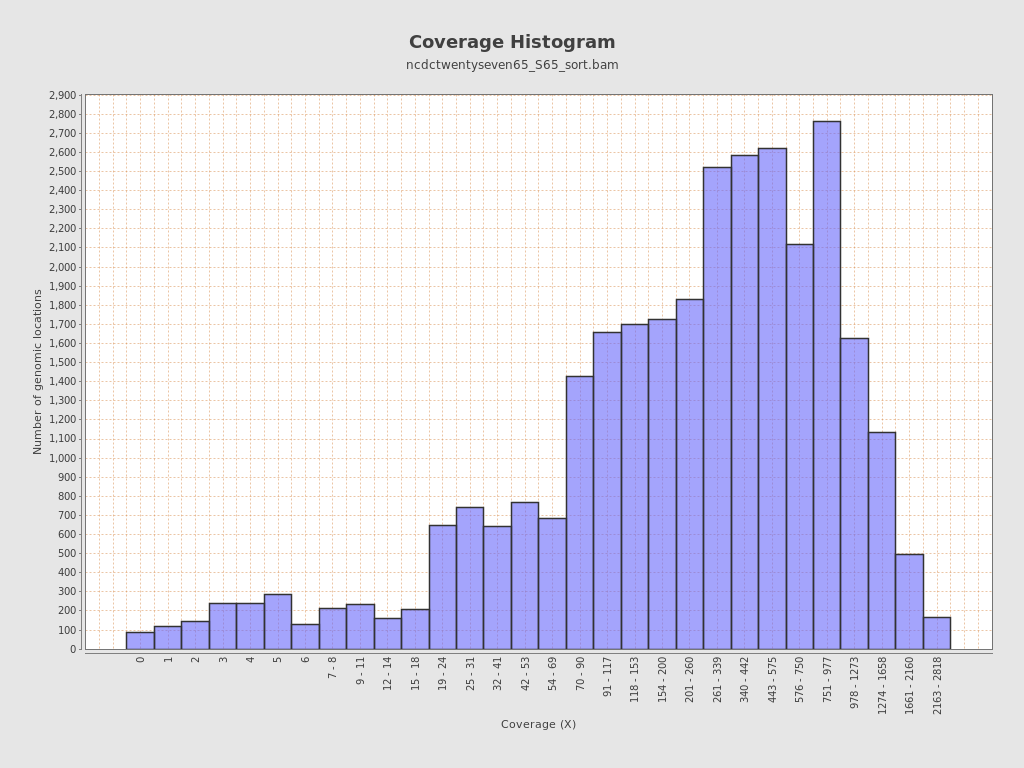 Coverage Histogram
ncdctwentyseven65_S65_sort.bam
2,900
2,800
2,700
2,600
2,500
2,400
2,300
2,200
2,100
2,000
1,900
1,800
1,700
1,600
1,500
1,400
1,300
1,200
1,100
1,000
900
800
700
600
500
400
300
200
100
0
Number of genomic locations
0
1
2
3
4
5
6
7 - 8
9 - 11
12 - 14
15 - 18
19 - 24
25 - 31
32 - 41
42 - 53
54 - 69
70 - 90
91 - 117
118 - 153
154 - 200
201 - 260
261 - 339
340 - 442
443 - 575
576 - 750
751 - 977
978 - 1273
1274 - 1658
1661 - 2160
2163 - 2818
Coverage (X)